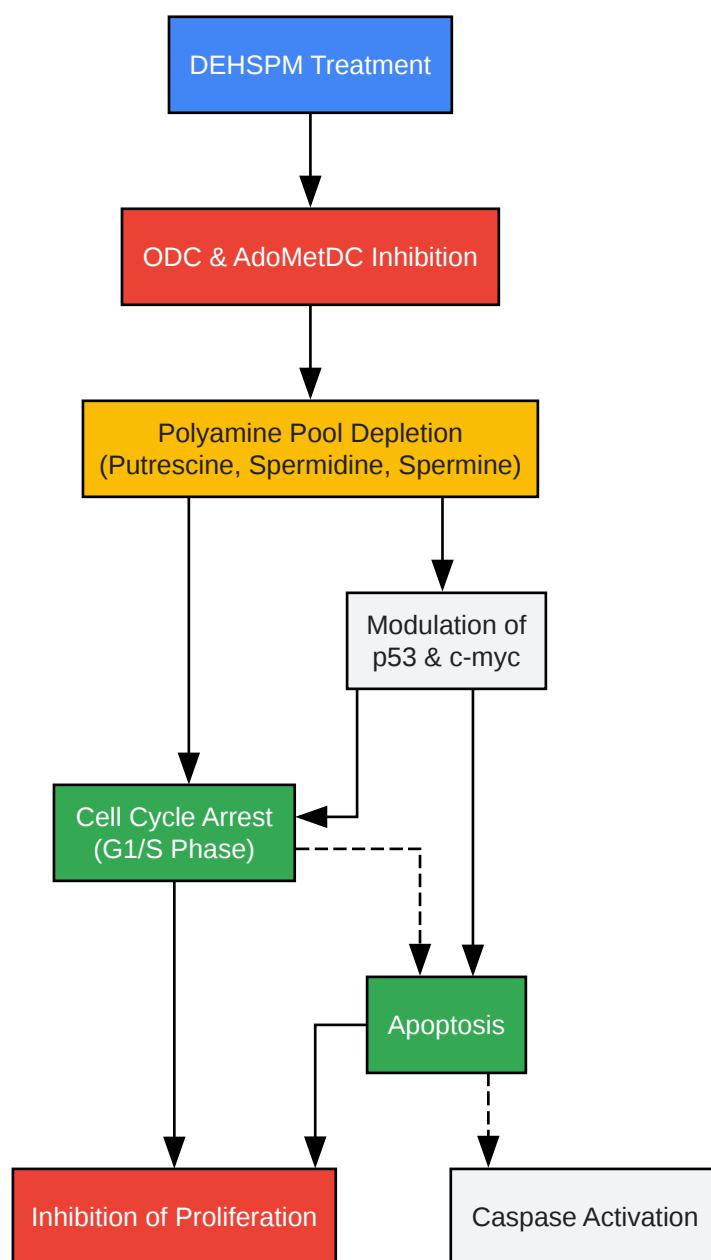 DEHSPM Treatment
ODC & AdoMetDC Inhibition
Polyamine Pool Depletion
(Putrescine, Spermidine, Spermine)
Modulation of
p53 & c-myc
Cell Cycle Arrest
(G1/S Phase)
Apoptosis
Inhibition of Proliferation
Caspase Activation